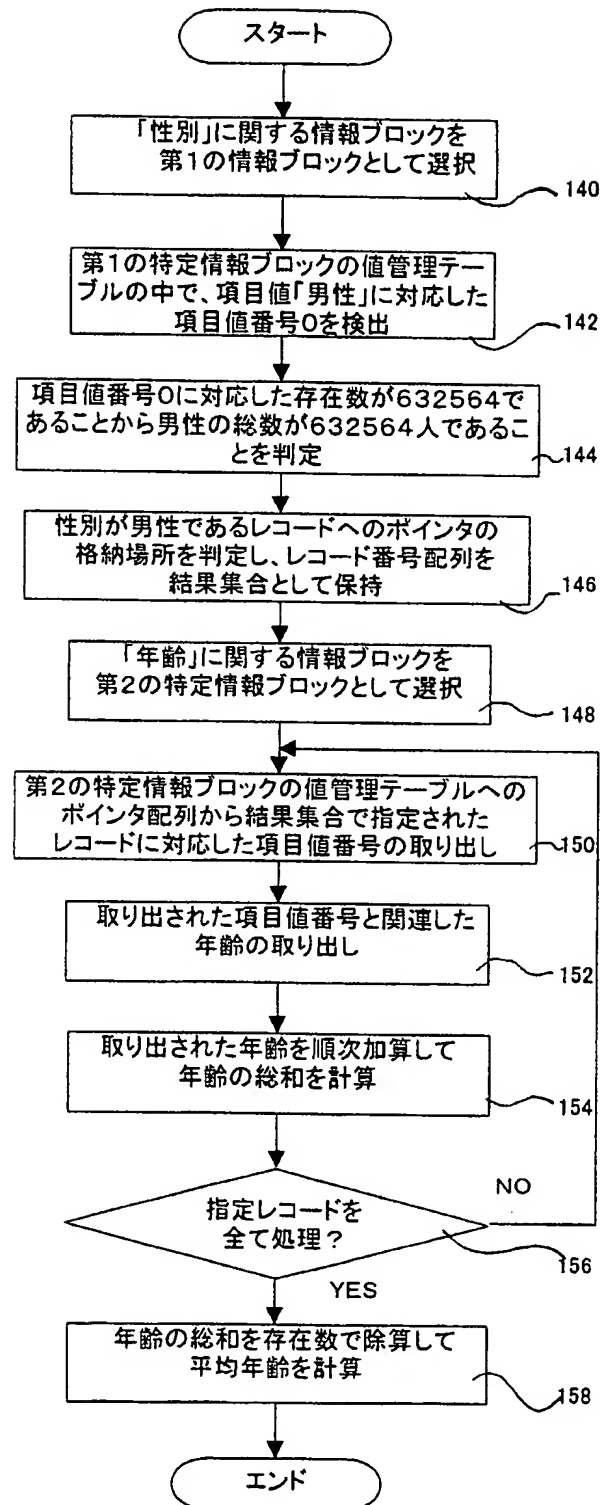 スタート
「性別」に関する情報ブロックを
第1の情報ブロックとして選択
140
第1の特定情報ブロックの値管理テー
ブルの中で、項目値「男性」に対応した
項目値番号0を検出
142
項目値番号0に対応した存在数が632564で
あることから男性の総数が632564人であるこ
とを判定
144
性別が男性であるレコードへのポインタの
格納場所を判定し、レコード番号配列を
結果集合として保持
146
「年齢」に関する情報ブロックを
第2の特定情報ブロックとして選択
148
第2の特定情報ブロックの値管理テーブルへの
ポインタ配列から結果集合で指定された
レコードに対応した項目値番号の取り出し
150
取り出された項目値番号と関連した
年齢の取り出し
152
取り出された年齢を順次加算して
年齢の総和を計算
154
NO
指定レコードを
全て処理?
156
YES
年齢の総和を存在数で除算して
平均年齢を計算
158
エンド